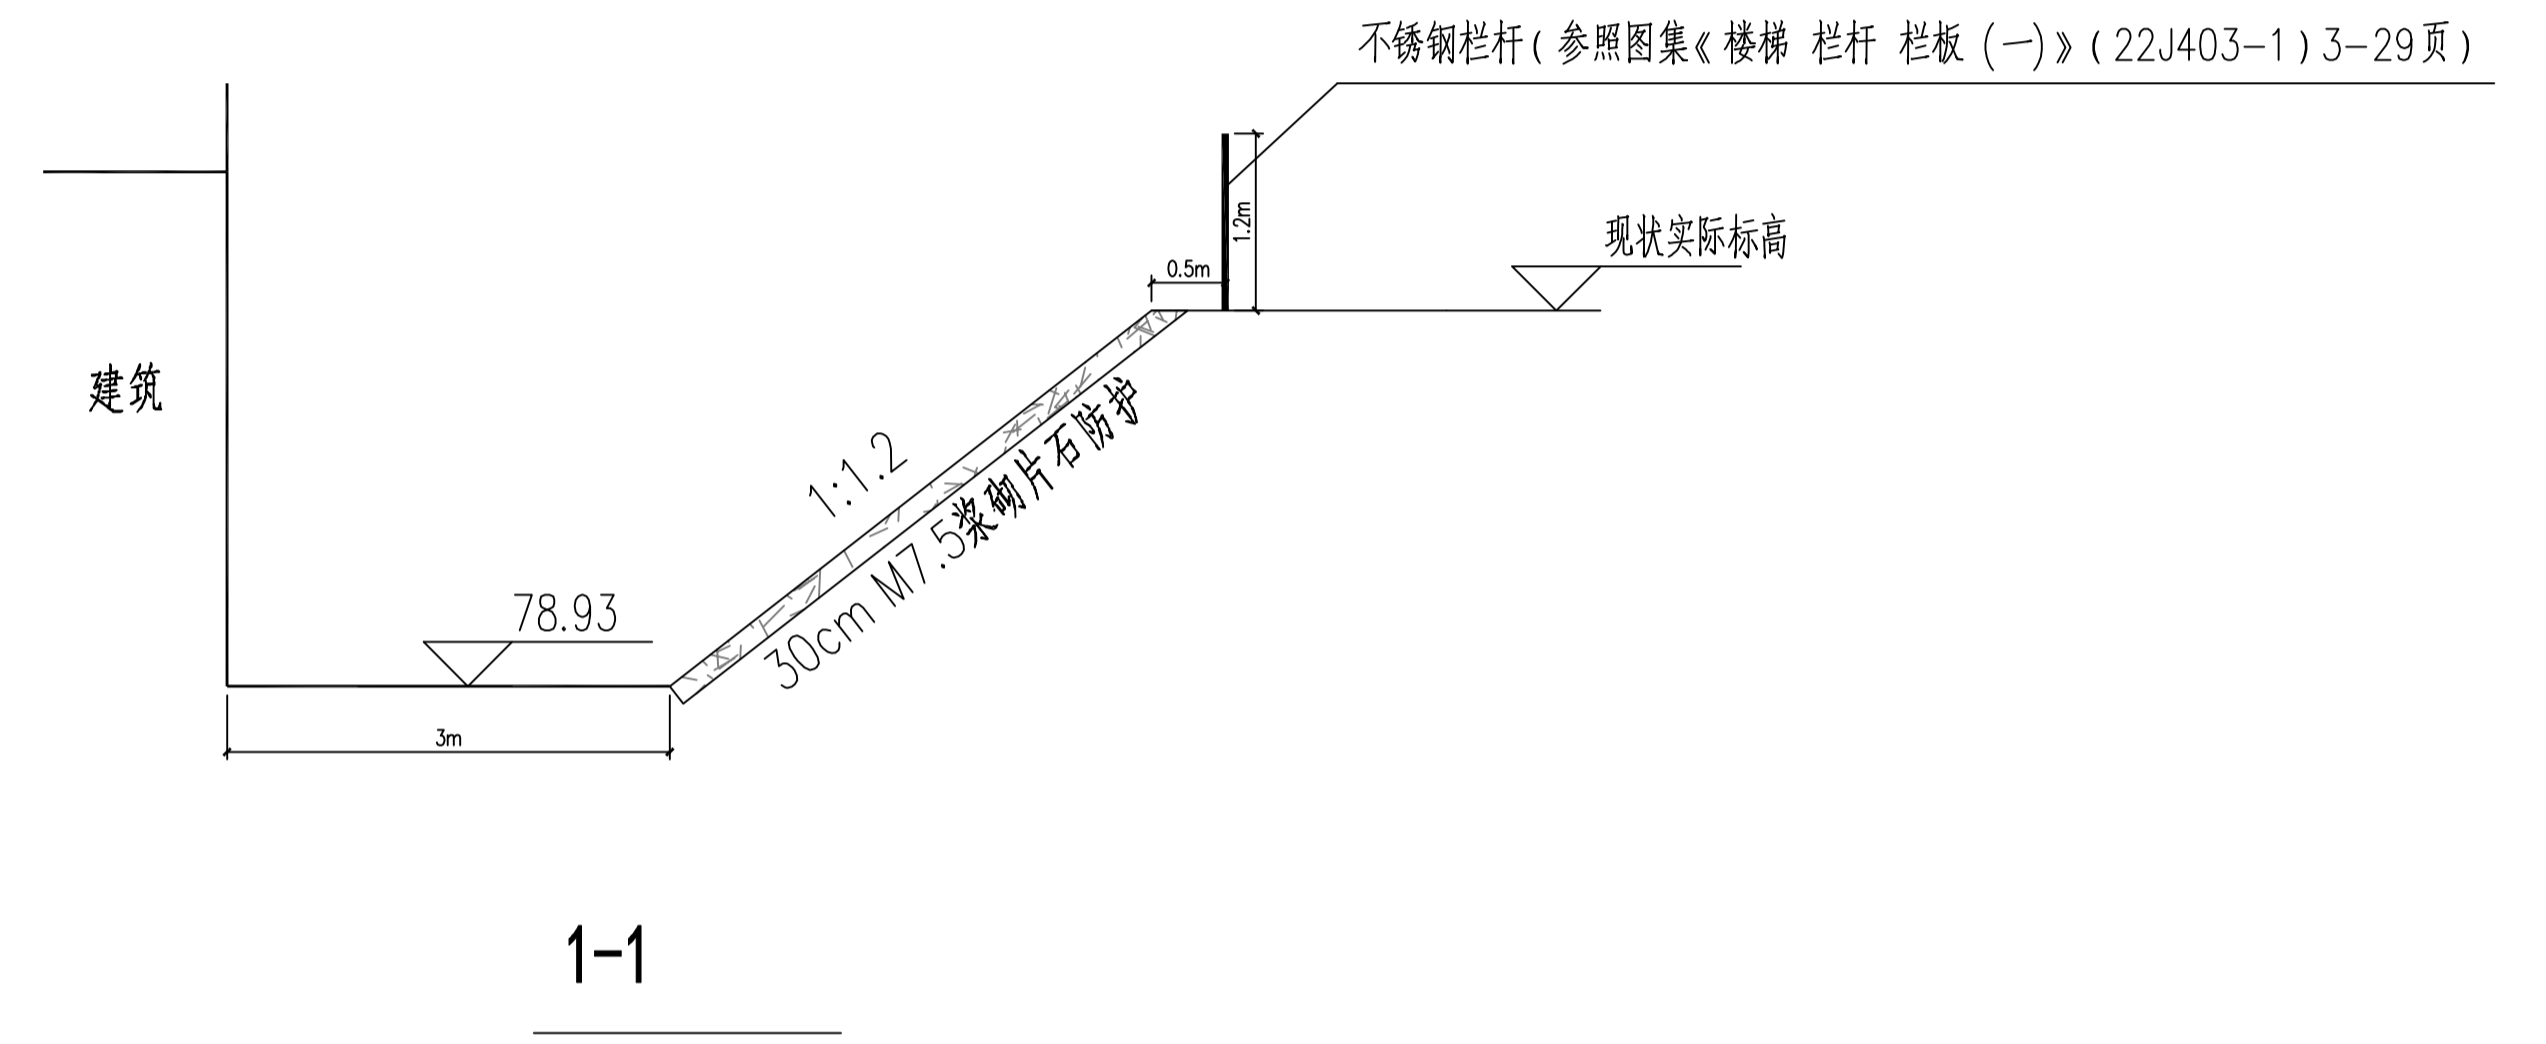 不锈钢栏杆(参照图集《楼梯 栏杆 栏板(一)》(22J403-1)3-29页)
1.2m
现状实际标高
0.5m
建筑
1:1.2
30cm M7.5浆砌片石防护
78.93
3m
1-1